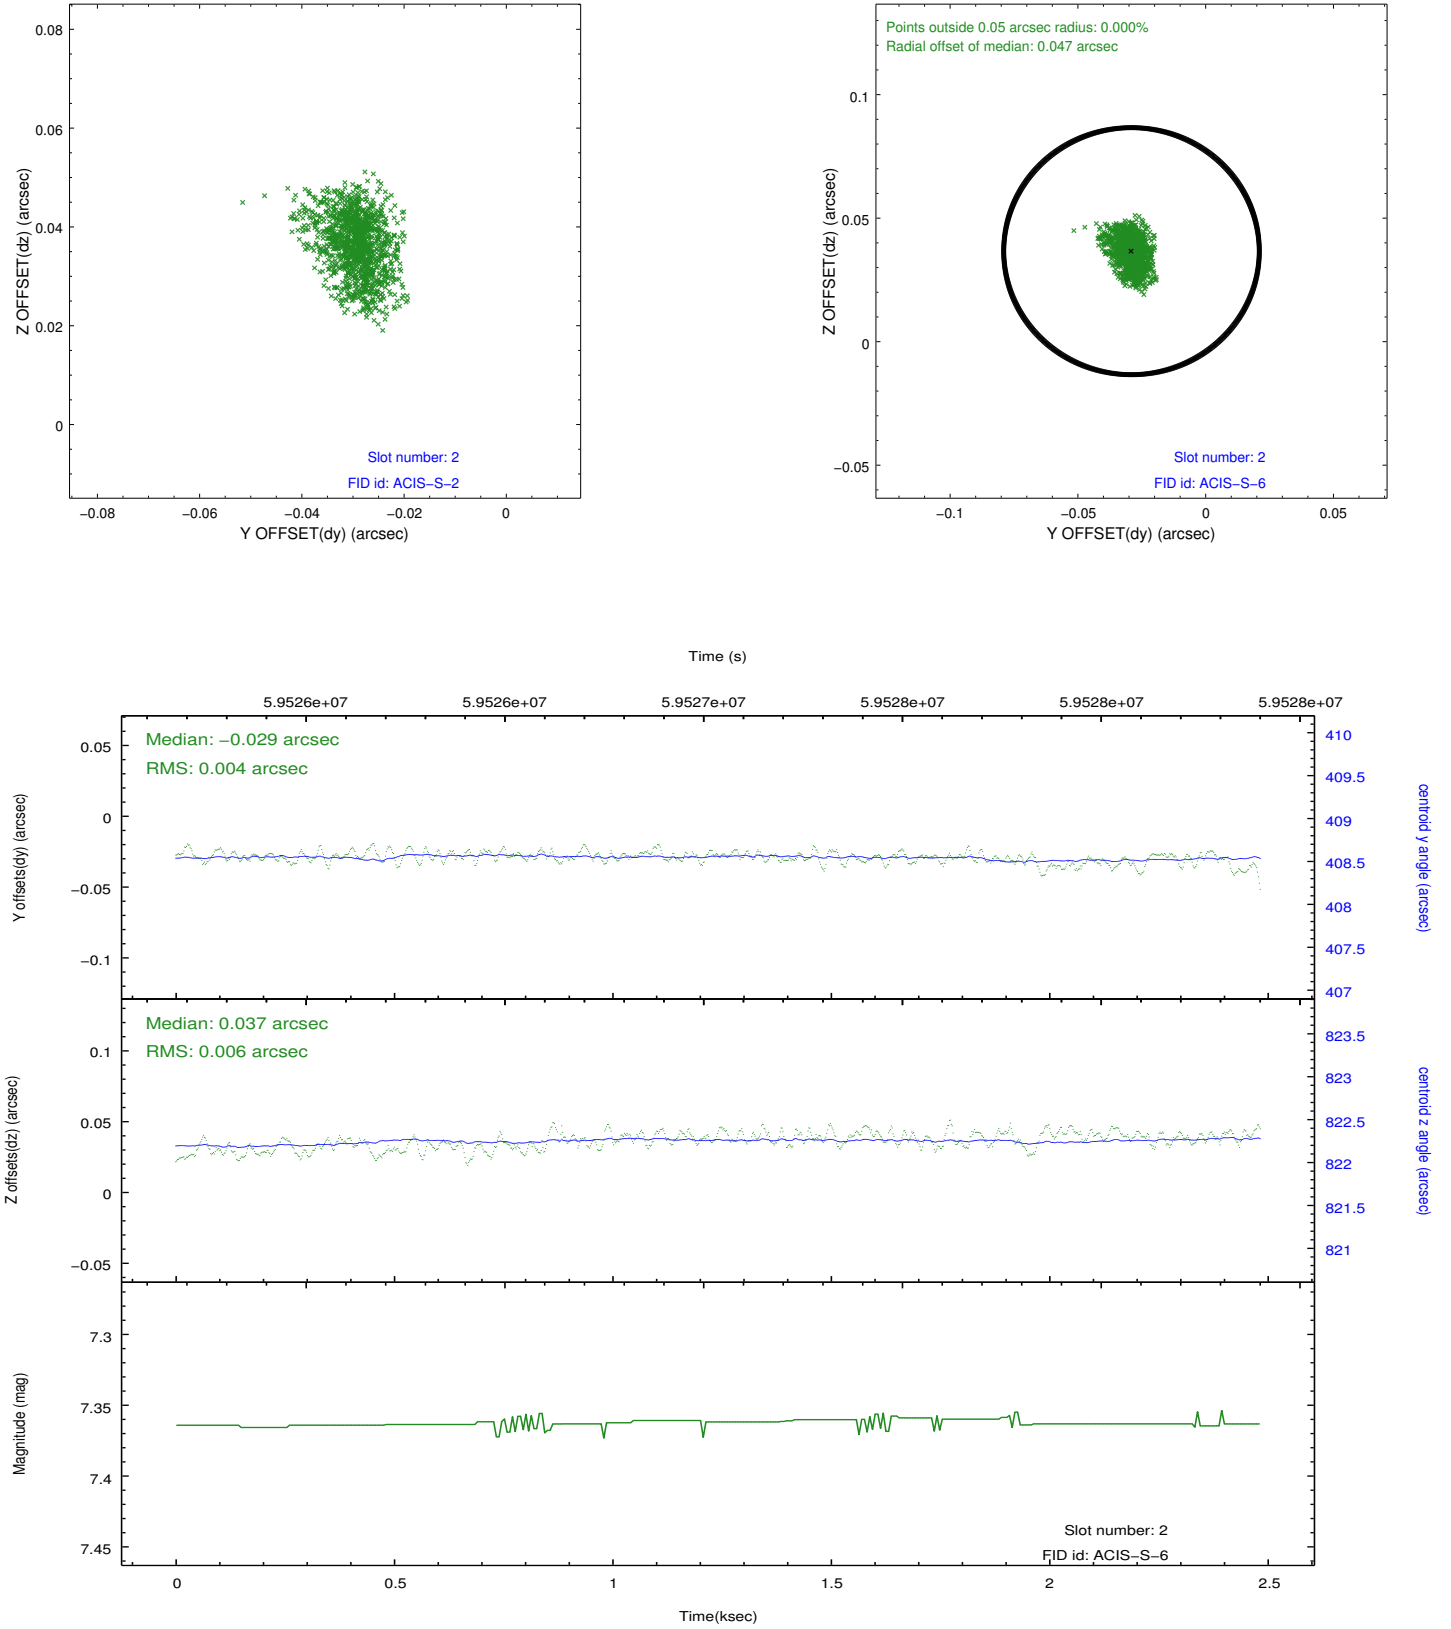 0.08
0.06
0.04
0.02
0
Z OFFSET(dz) (arcsec)
Slot number: 2
FID id: ACIS−S−2
−0.08 −0.06 −0.04 −0.02 0
Y OFFSET(dy) (arcsec)
Points outside 0.05 arcsec radius: 0.000%
Radial offset of median: 0.047 arcsec
0.1
0.05
0
−0.05
Z OFFSET(dz) (arcsec)
Slot number: 2
FID id: ACIS−S−6
−0.1 −0.05 0 0.05
Y OFFSET(dy) (arcsec)
Time (s)
5.9526e+07 5.9526e+07 5.9527e+07 5.9528e+07 5.9528e+07 5.9528e+07
Median: −0.029 arcsec
RMS: 0.004 arcsec
0.05
0
−0.05
−0.1
Y offsets(dy) (arcsec)
410
409.5
409
408.5
408
407.5
407
centroid y angle (arcsec)
Median: 0.037 arcsec
RMS: 0.006 arcsec
0.1
0.05
0
−0.05
Z offsets(dz) (arcsec)
823.5
823
822.5
822
821.5
821
centroid z angle (arcsec)
7.3
7.35
7.4
7.45
Magnitude (mag)
Slot number: 2
FID id: ACIS−S−6
0 0.5 1 1.5 2 2.5
Time(ksec)